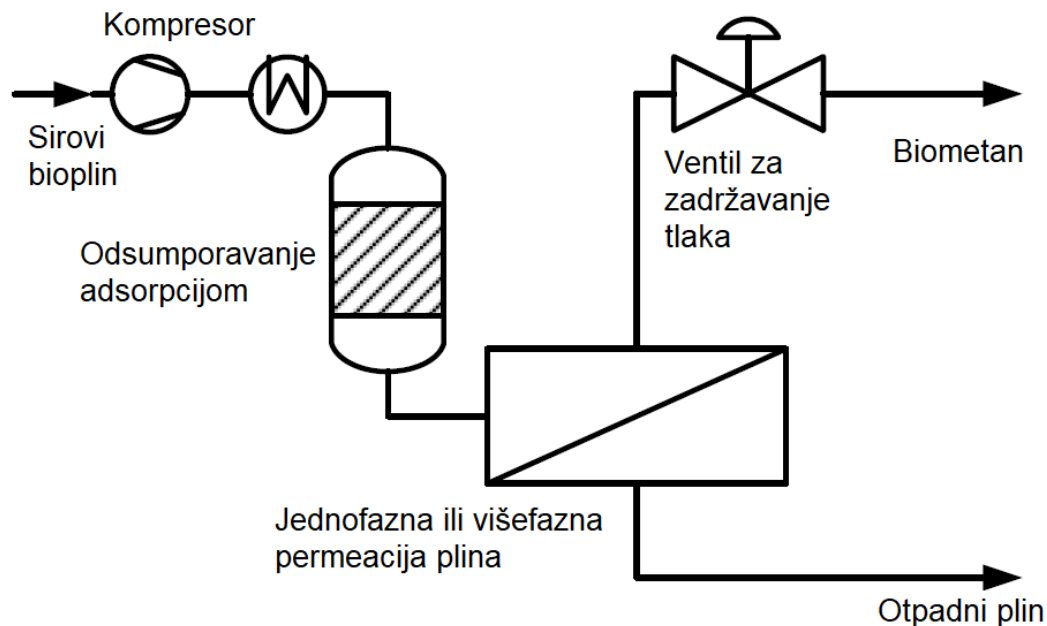 Kompresor
Sirovi
bioplin
Odsumporavanje
adsorpcijom
Ventil za
zadržavanje
tlaka
Biometan
Jednofazna ili višefazna
permeacija plina
Otpadni plin